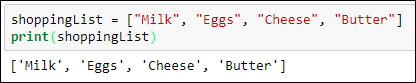 shoppingList = ["Milk", "Eggs", "Cheese", "Butter"]
print(shoppingList)
['Milk', 'Eggs', 'Cheese', 'Butter']